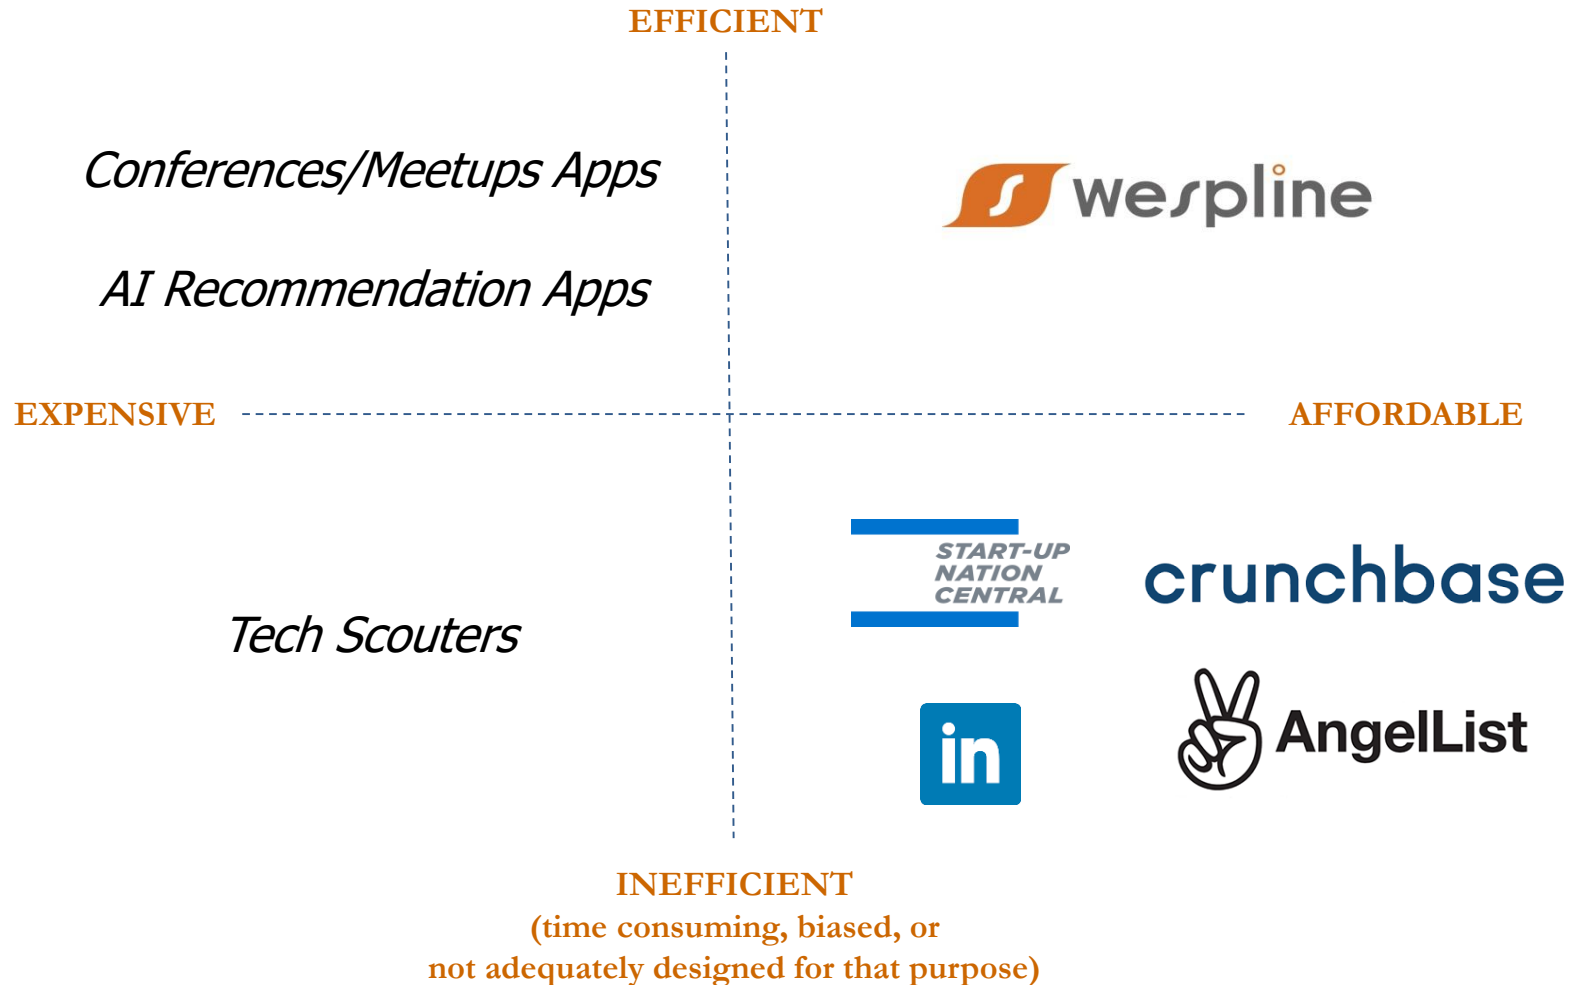 EFFICIENT
Conferences/Meetups Apps
wespline
AI Recommendation Apps
EXPENSIVE
AFFORDABLE
START-UP
NATION
CENTRAL
crunchbase
Tech Scouters
in
AngelList
INEFFICIENT
(time consuming, biased, or
not adequately designed for that purpose)